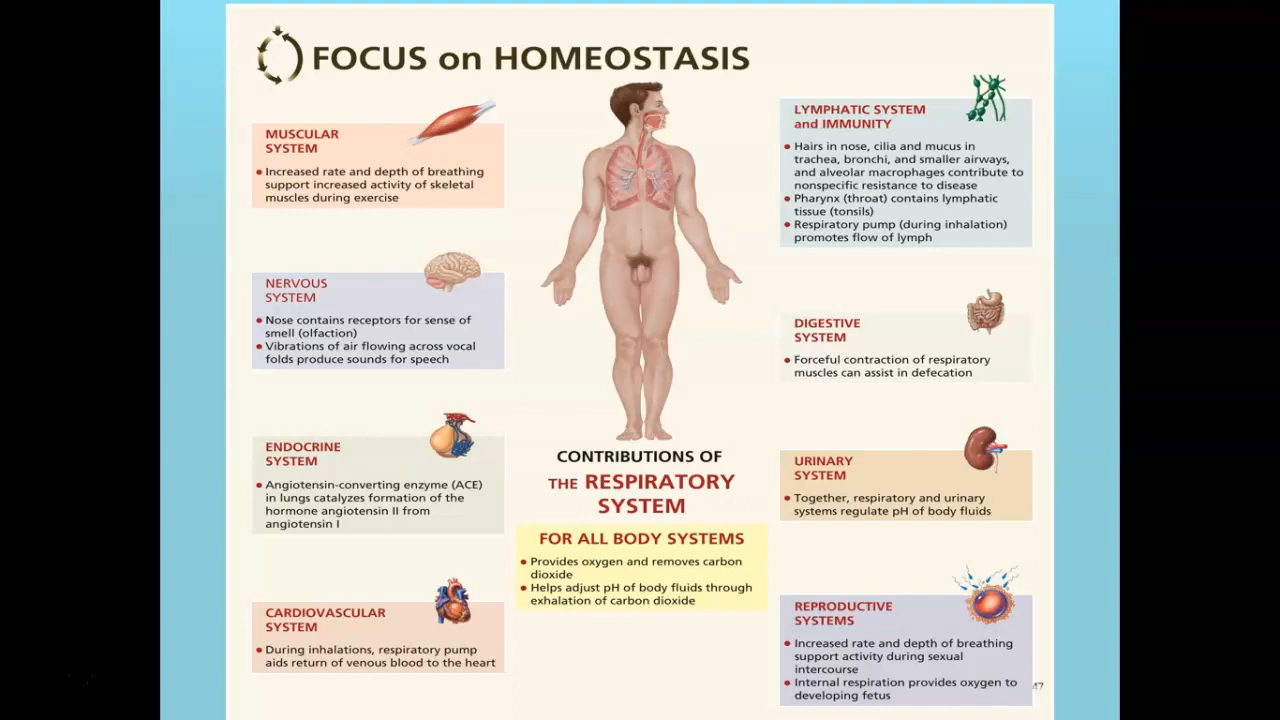 FOCUS on HOMEOSTASIS
MUSCULAR
SYSTEM
• Increased rate and depth of breathing
support increased activity of skeletal
muscles during exercise
NERVOUS
SYSTEM
• Nose contains receptors for sense of
smell (olfaction)
• Vibrations of air flowing across vocal
folds produce sounds for speech
ENDOCRINE
SYSTEM
• Angiotensin-converting enzyme (ACE)
in lungs catalyzes formation of the
hormone angiotensin II from
angiotensin I
CARDIOVASCULAR
SYSTEM
• During inhalations, respiratory pump
aids return of venous blood to the heart
CONTRIBUTIONS OF
THE RESPIRATORY
SYSTEM
FOR ALL BODY SYSTEMS
• Provides oxygen and removes carbon
dioxide
• Helps adjust pH of body fluids through
exhalation of carbon dioxide
LYMPHATIC SYSTEM
and IMMUNITY
• Hairs in nose, cilia and mucus in
trachea, bronchi, and smaller airways,
and alveolar macrophages contribute to
nonspecific resistance to disease
• Pharynx (throat) contains lymphatic
tissue (tonsils)
• Respiratory pump (during inhalation)
promotes flow of lymph
DIGESTIVE
SYSTEM
• Forceful contraction of respiratory
muscles can assist in defecation
URINARY
SYSTEM
• Together, respiratory and urinary
systems regulate pH of body fluids
REPRODUCTIVE
SYSTEMS
• Increased rate and depth of breathing
support activity during sexual
intercourse
• Internal respiration provides oxygen to
developing fetus